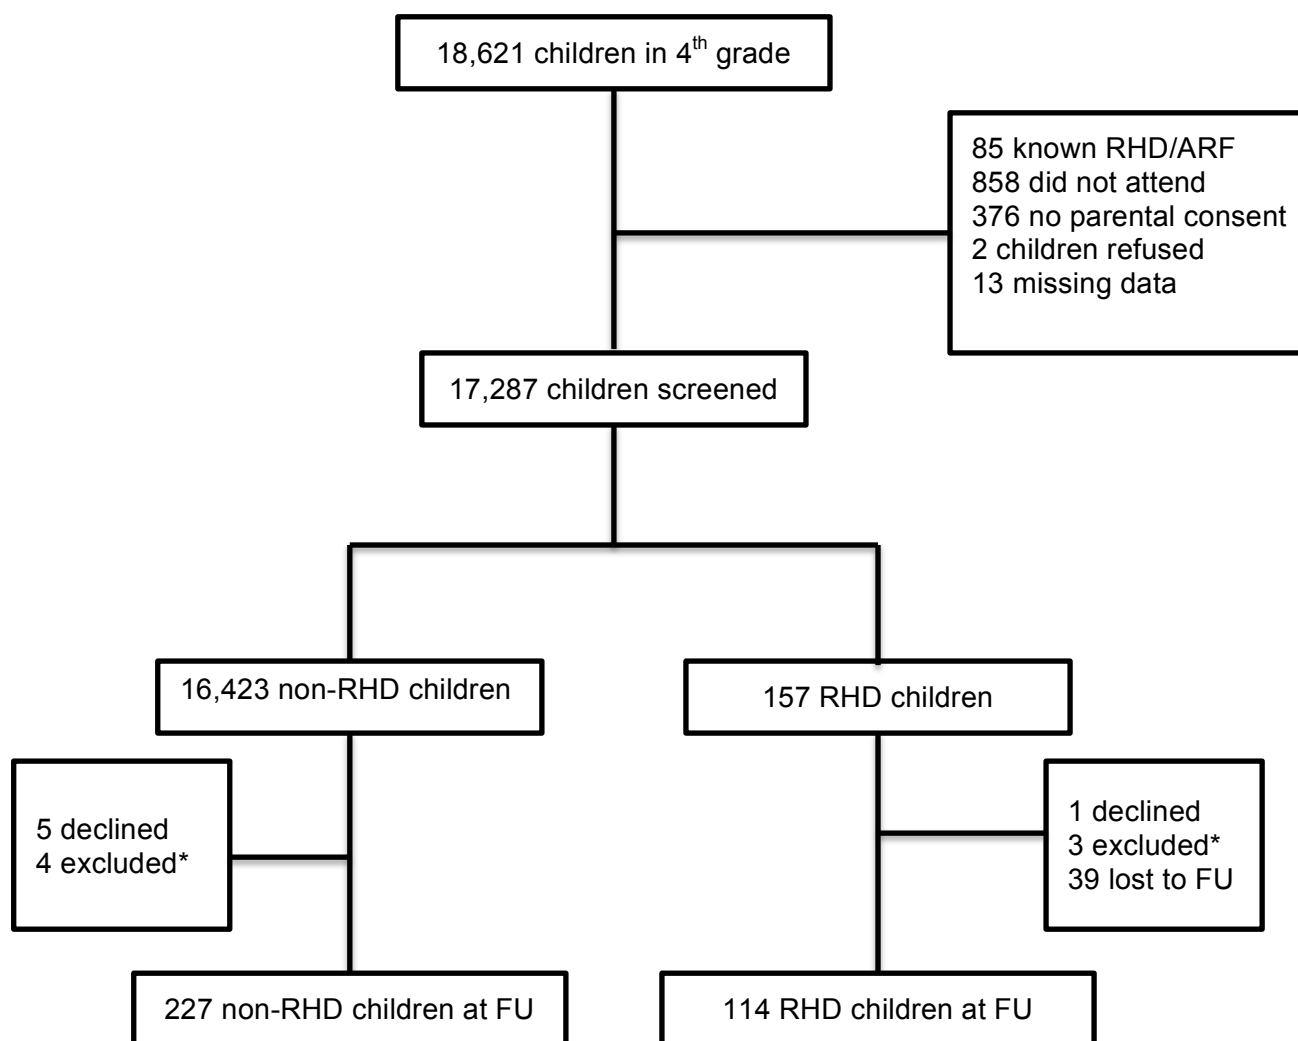 18,621 children in 4th grade
85 known RHD/ARF
858 did not attend
376 no parental consent
2 children refused
13 missing data
17,287 children screened
16,423 non-RHD children
157 RHD children
5 declined
4 excluded*
1 declined
3 excluded*
39 lost to FU
227 non-RHD children at FU
114 RHD children at FU